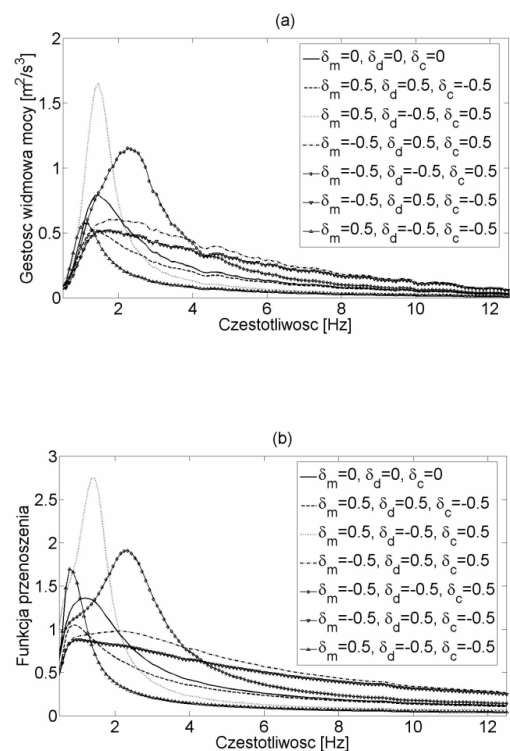 (a)
2
1.5
1
0.5
0
Gestosc widmowa mocy [m²/s³]
δm=0, δd=0, δc=0
δm=0.5, δd=0.5, δc=-0.5
δm=0.5, δd=-0.5, δc=0.5
δm=-0.5, δd=0.5, δc=0.5
δm=-0.5, δd=-0.5, δc=0.5
δm=-0.5, δd=0.5, δc=-0.5
δm=0.5, δd=-0.5, δc=-0.5
2 4 6 8 10 12
Czestotliwosc [Hz]
(b)
3
2.5
2
1.5
1
0.5
0
Funkcja przenoszenia
δm=0, δd=0, δc=0
δm=0.5, δd=0.5, δc=-0.5
δm=0.5, δd=-0.5, δc=0.5
δm=-0.5, δd=0.5, δc=0.5
δm=-0.5, δd=-0.5, δc=0.5
δm=-0.5, δd=0.5, δc=-0.5
δm=0.5, δd=-0.5, δc=-0.5
2 4 6 8 10 12
Czestotliwosc [Hz]